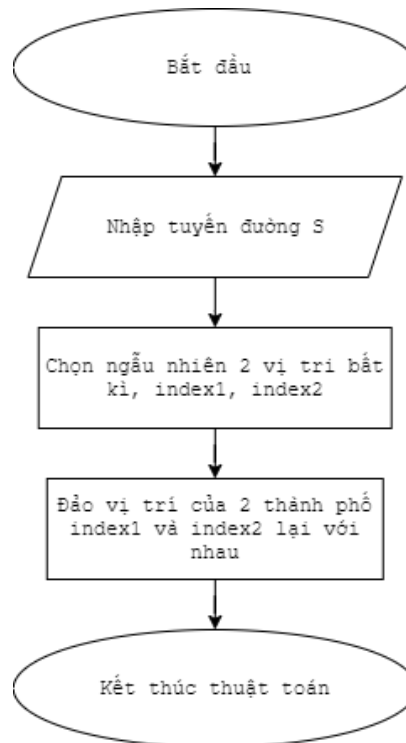 Bắt đầu
Nhập tuyến đường S
Chọn ngẫu nhiên 2 vị tri bất
kì, index1, index2
Đảo vị trí của 2 thành phố
index1 và index2 lại với
nhau
Kết thúc thuật toán